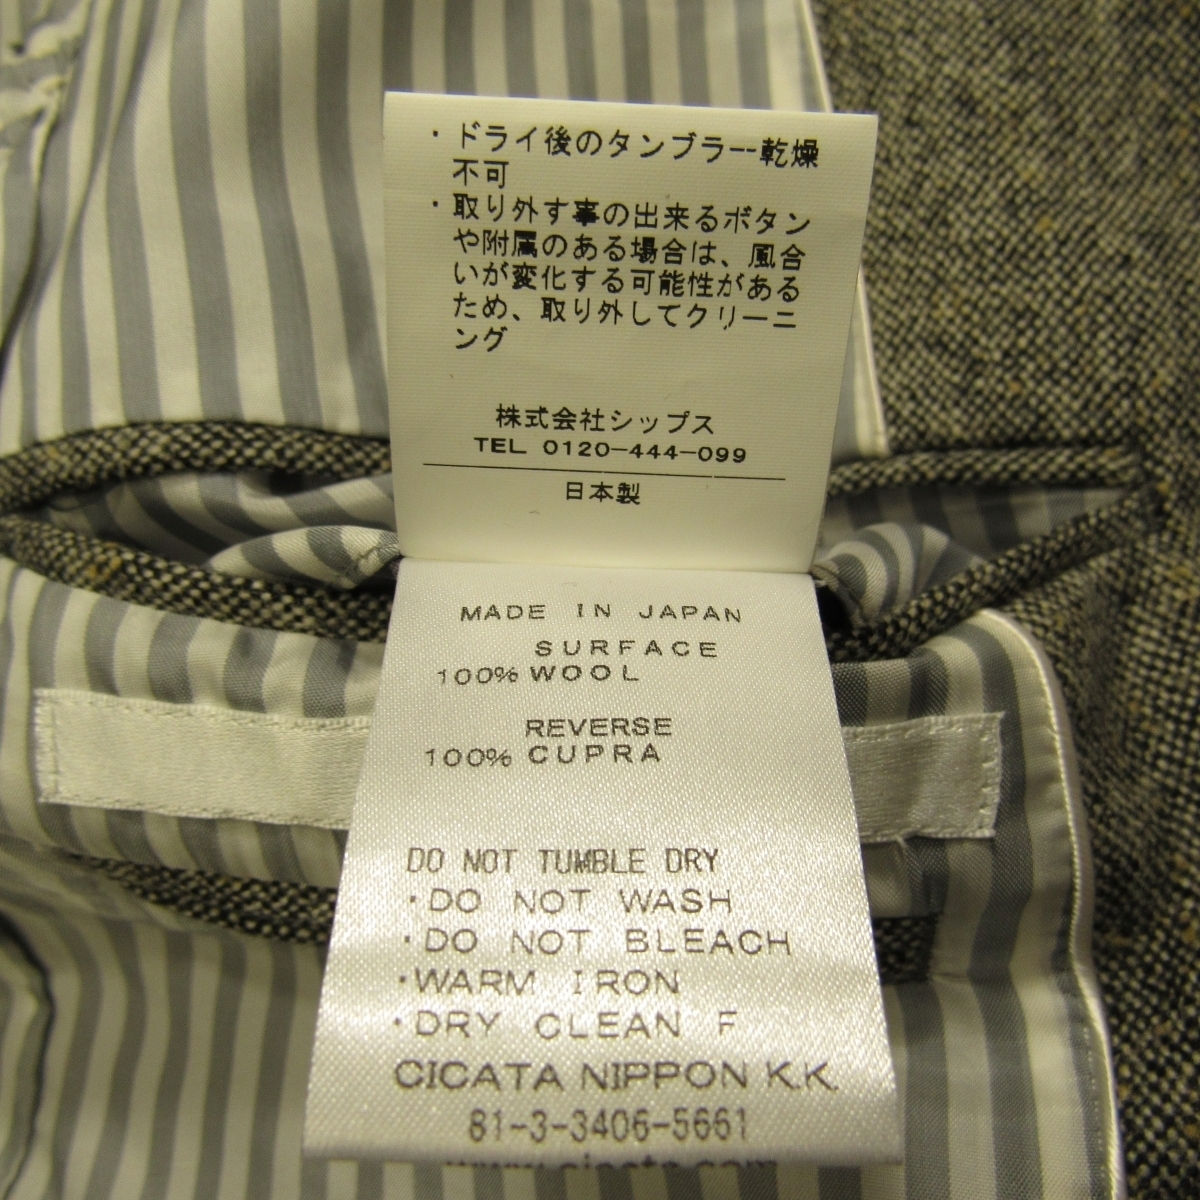 ・ドライ後のタンブラー乾燥
不可
・取り外す事の出来るボタン
や附属のある場合は、風合
いが変化する可能性がある
ため、取り外してクリーニ
ング
株式会社シップス
TEL 0120-444-099
日本製
MADE IN JAPAN
SURFACE
100% WOOL
REVERSE
100% CUPRA
DO NOT TUMBLE DRY
・DO NOT WASH
・DO NOT BLEACH
・WARM IRON
・DRY CLEAN F
CICATA NIPPON K.K.
81-3-3406-5661